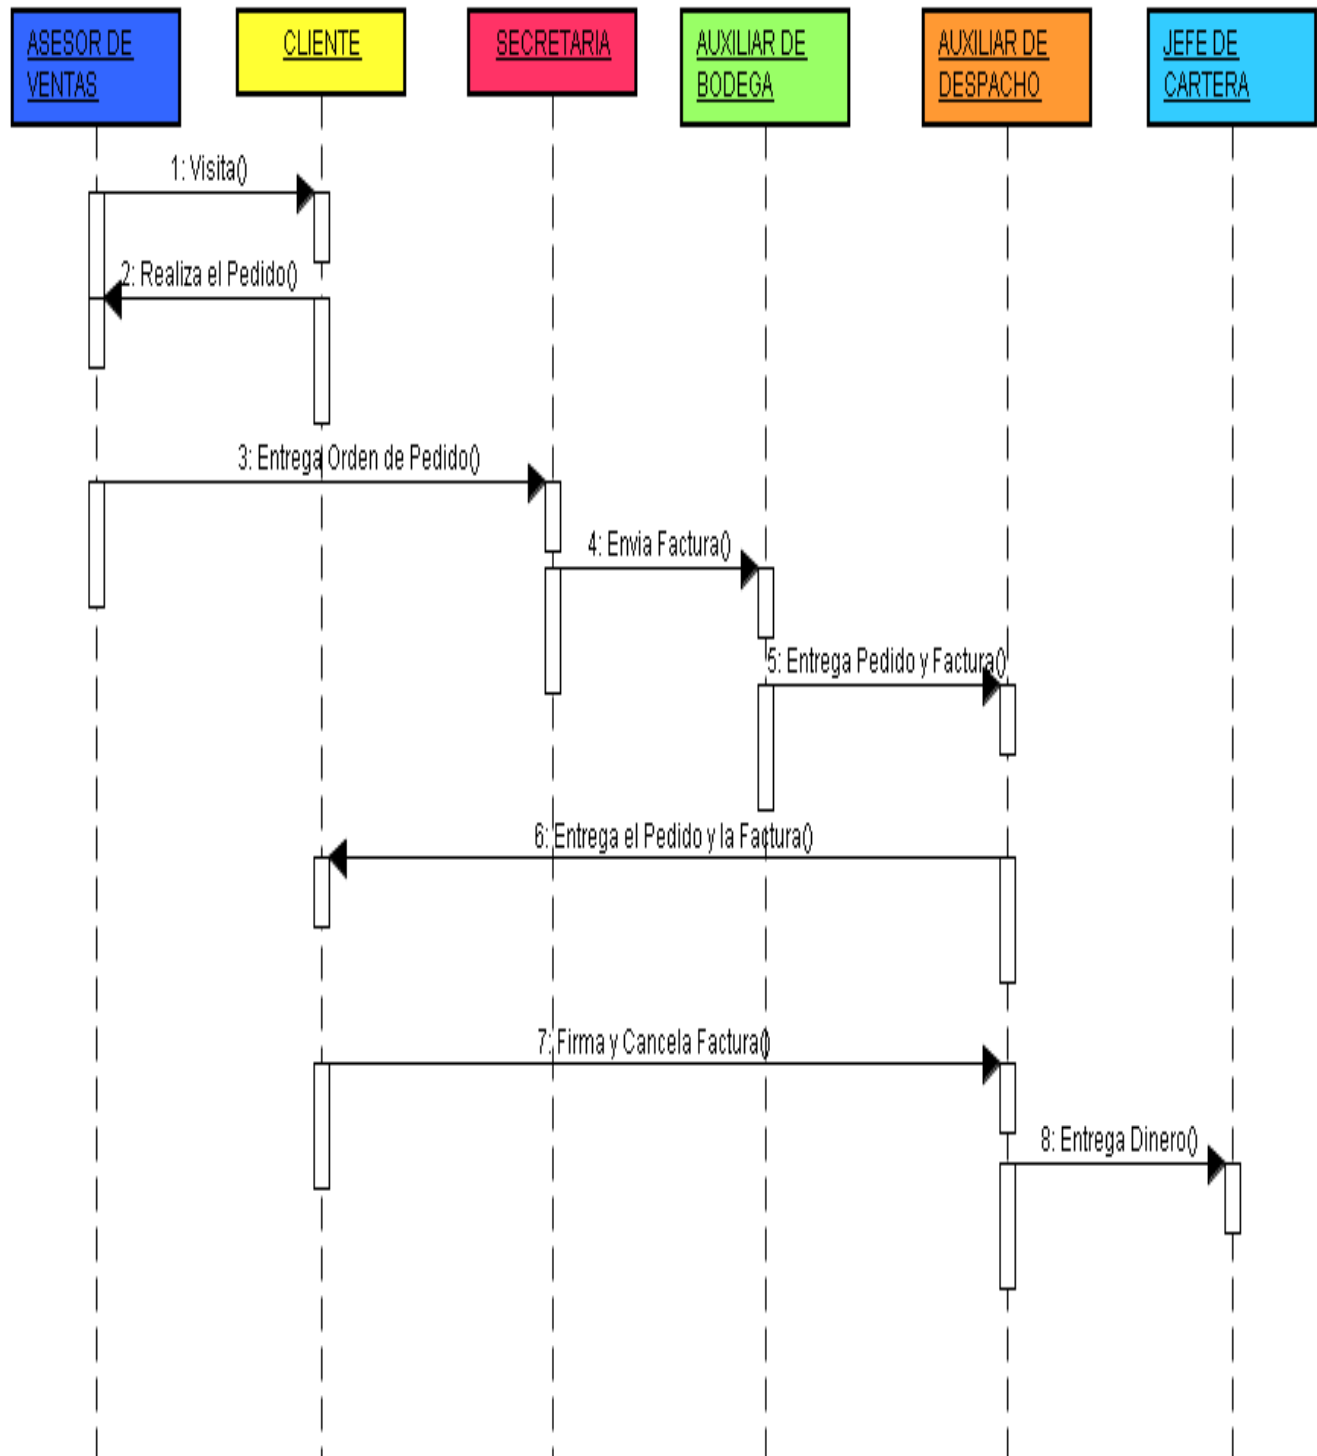 ASESOR DE
VENTAS
CLIENTE
SECRETARIA
AUXILIAR DE
BODEGA
AUXILIAR DE
DESPACHO
JEFE DE
CARTERA
1: Visita()
2: Realiza el Pedido()
3: Entrega Orden de Pedido()
4: Envia Factura()
5: Entrega Pedido y Factura()
6: Entrega el Pedido y la Factura()
7: Firma y Cancela Factura()
8: Entrega Dinero()